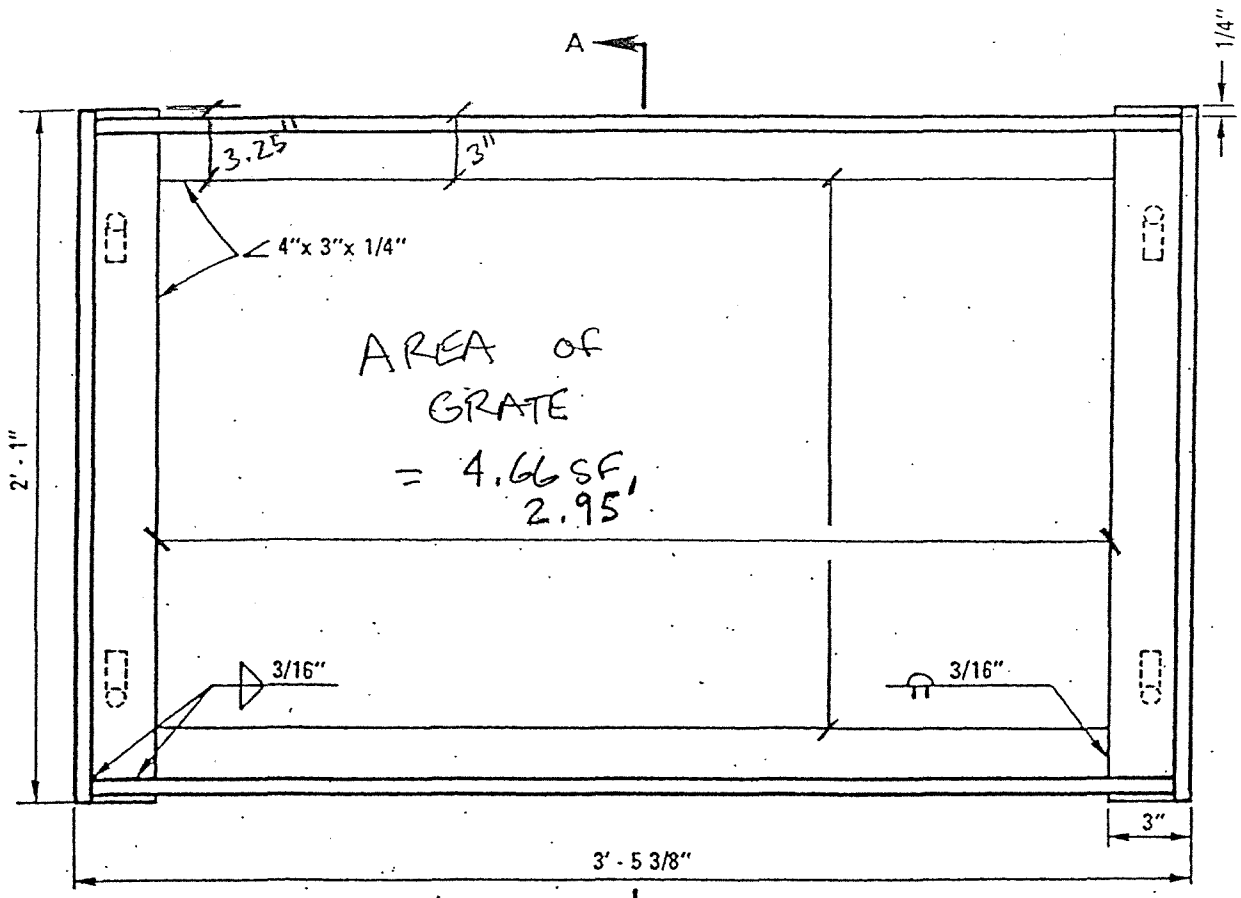 A
1/4"
3.25"
3"
∠ 4"x 3"x 1/4"
AREA OF
GRATE
= 4.66 SF,
2.95'
2' - 1"
3/16"
3/16"
3"
3' - 5 3/8"